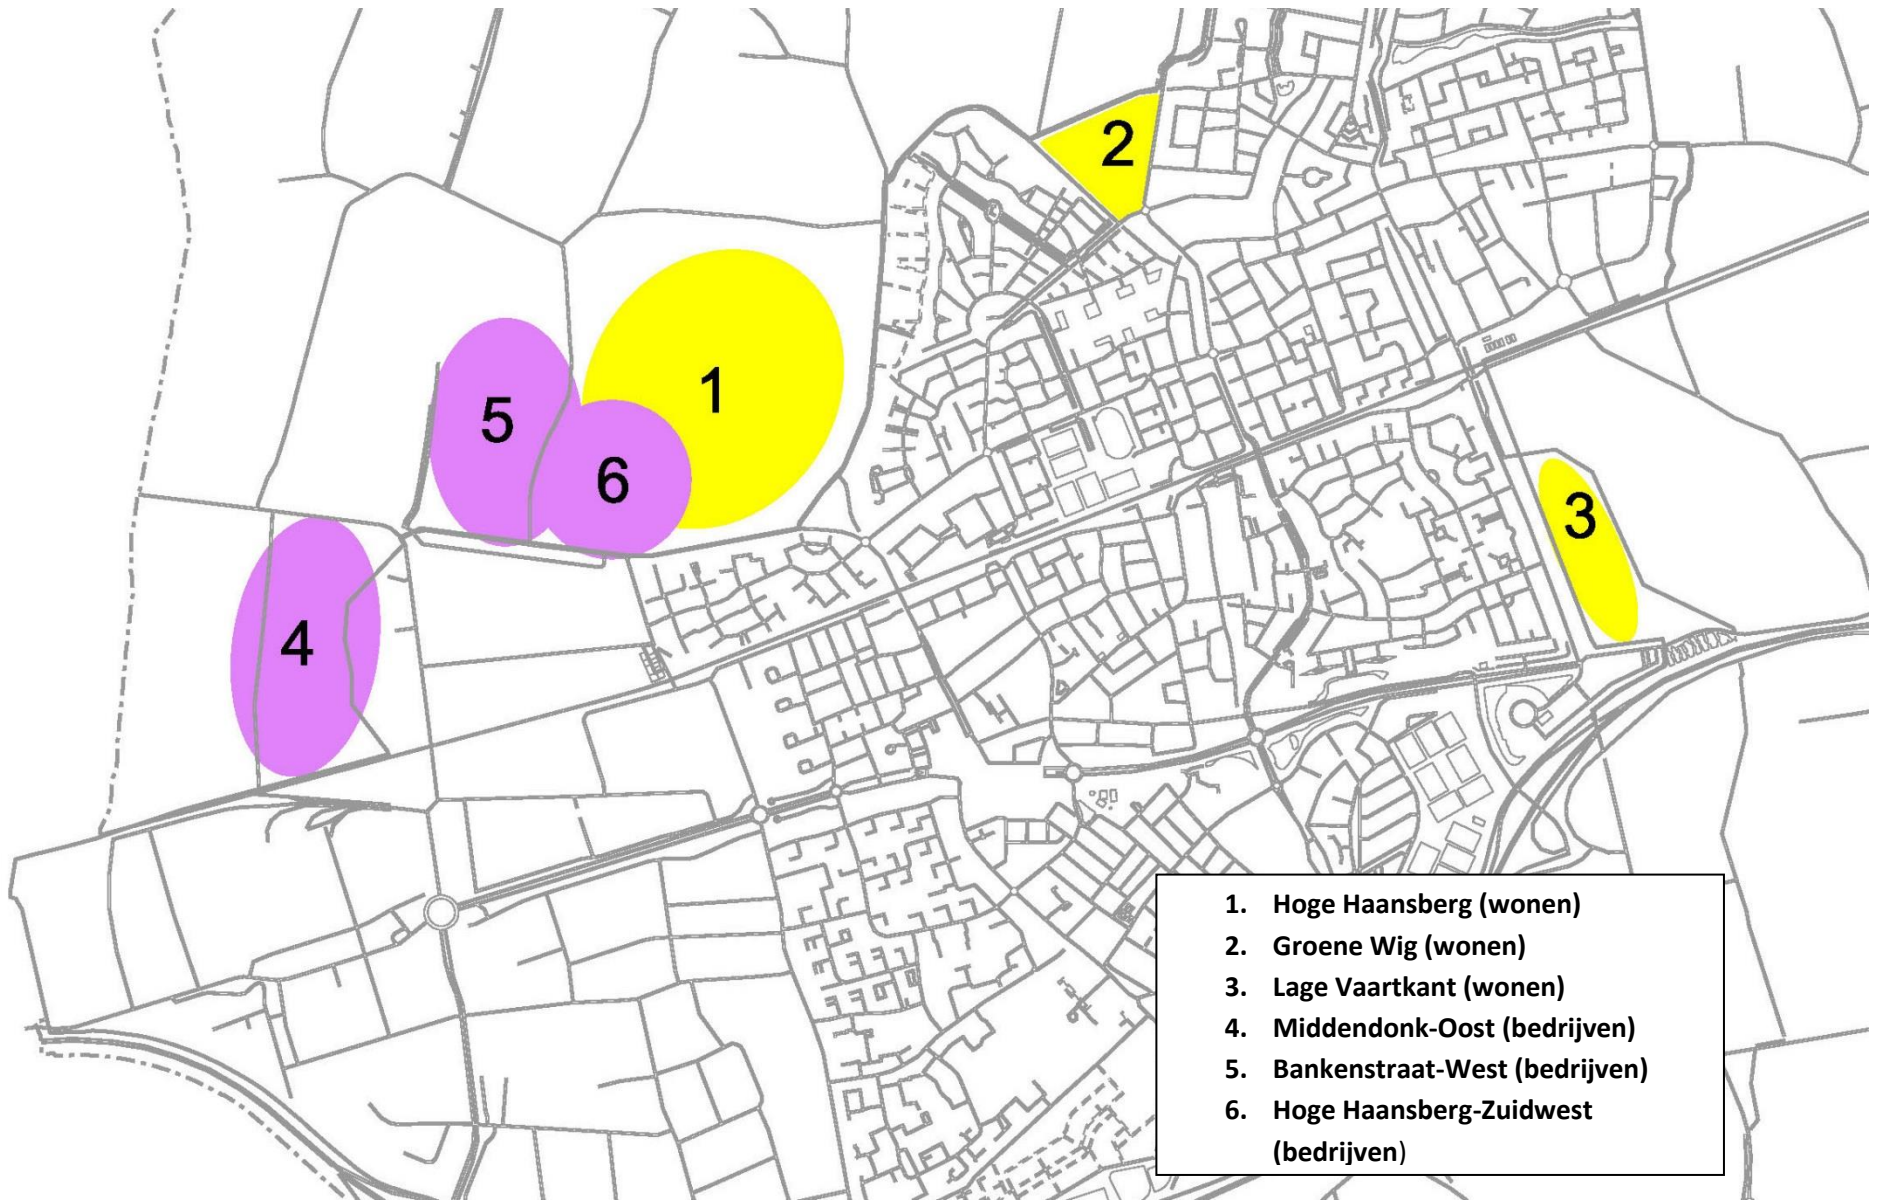 2
1
5
6
3
4
1. Hoge Haansberg (wonen)
2. Groene Wig (wonen)
3. Lage Vaartkant (wonen)
4. Middendonk-Oost (bedrijven)
5. Bankenstraat-West (bedrijven)
6. Hoge Haansberg-Zuidwest
(bedrijven)